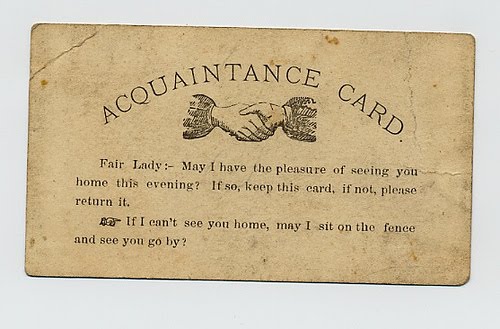 ACQUAINTANCE CARD
Fair Lady:- May I have the pleasure of seeing you
home this evening? If so, keep this card, if not, please
return it.
☞ If I can't see you home, may I sit on the fence
and see you go by?